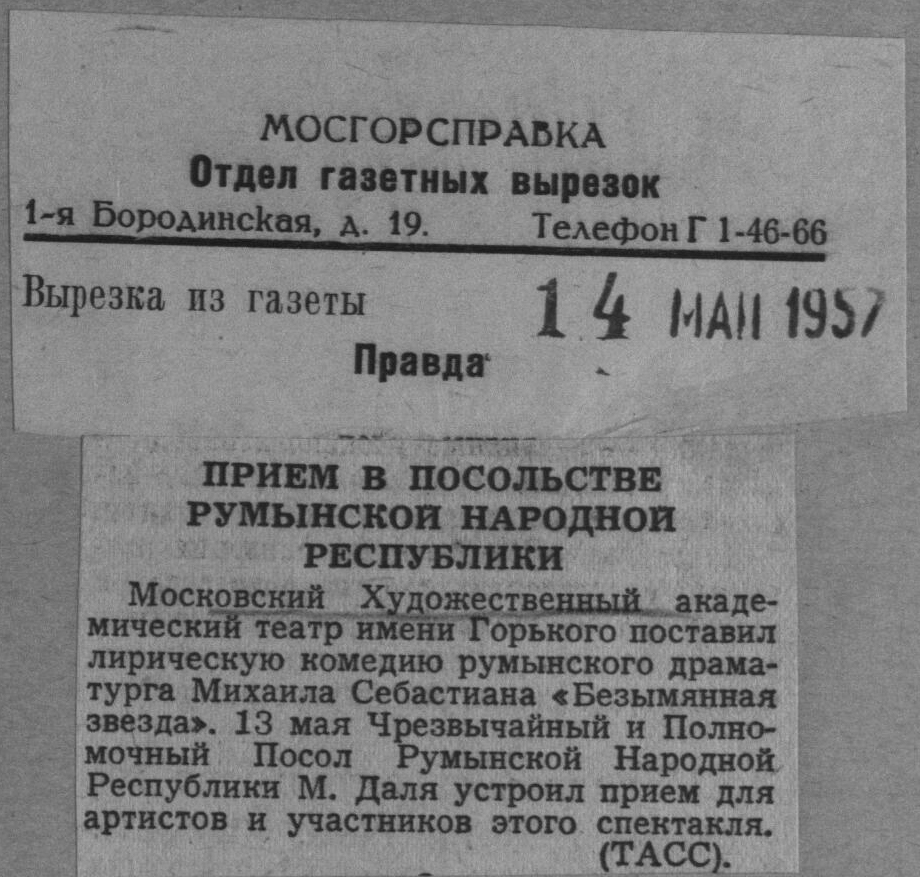 МОСГОРСПРАВКА
Отдел газетных вырезок
1-я Бородинская, д. 19. Телефон Г 1-46-66
Вырезка из газеты
14 МАЙ 1957
Правда
ПРИЕМ В ПОСОЛЬСТВЕ
РУМЫНСКОЙ НАРОДНОЙ
РЕСПУБЛИКИ
Московский Художественный акаде-
мический театр имени Горького поставил
лирическую комедию румынского драма-
турга Михаила Себастиана «Безымянная
звезда». 13 мая Чрезвычайный и Полно-
мочный Посол Румынской Народной
Республики М. Даля устроил прием для
артистов и участников этого спектакля.
(ТАСС).